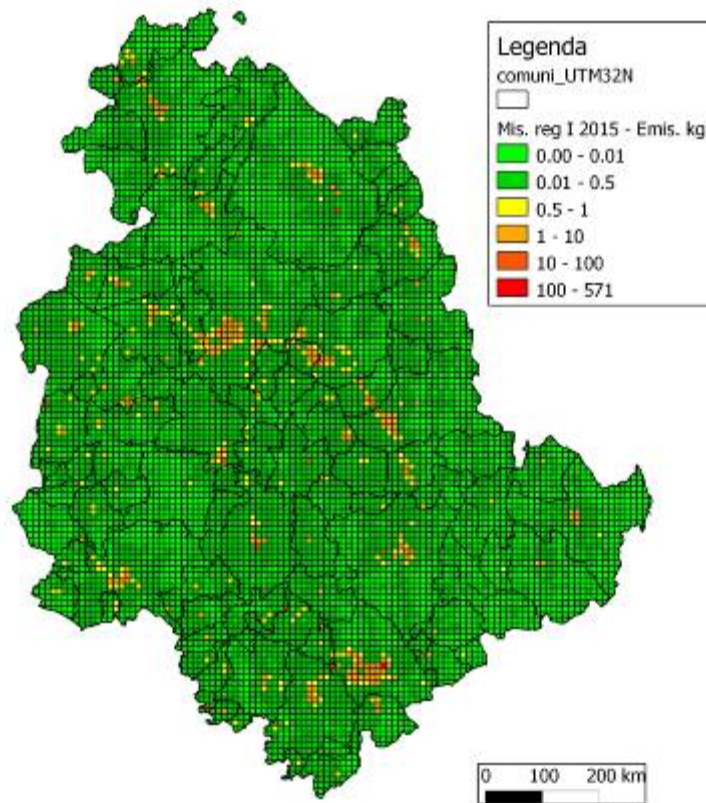 Legenda
comuni_UTM32N
Mis. reg I 2015 - Emis. kg
0.00 - 0.01
0.01 - 0.5
0.5 - 1
1 - 10
10 - 100
100 - 571
0 100 200 km